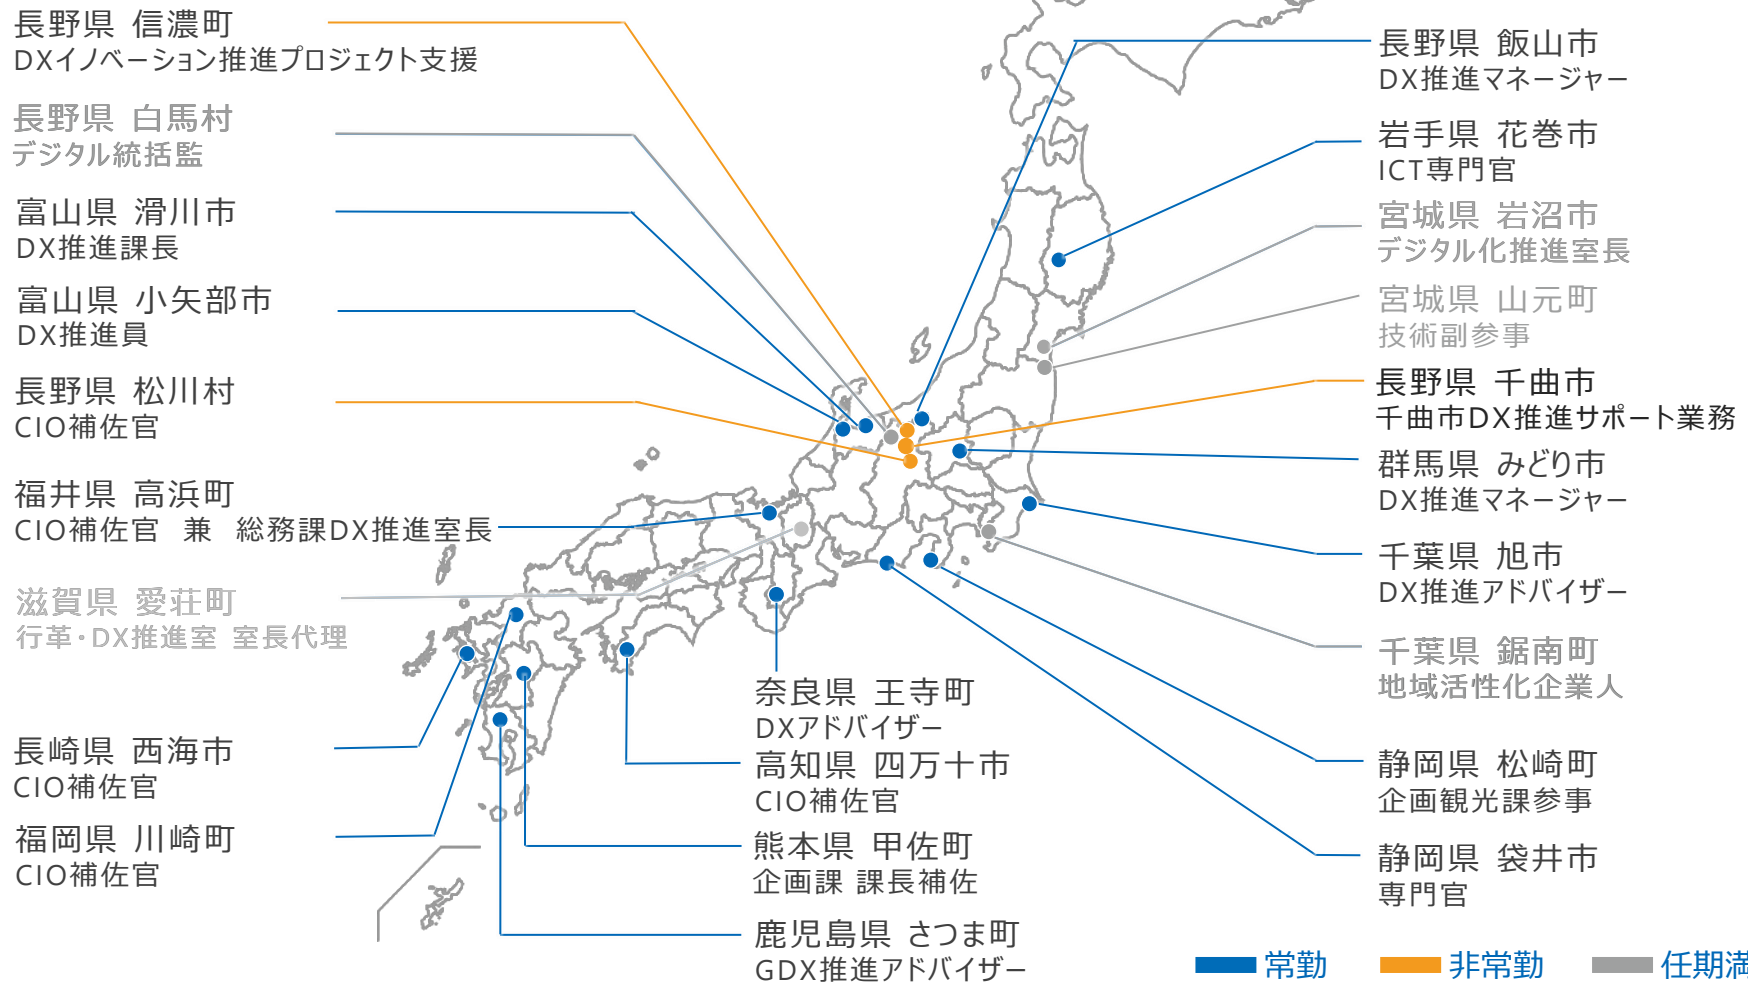 長野県 信濃町
DXイノベーション推進プロジェクト支援
長野県 白馬村
デジタル統括監
富山県 滑川市
DX推進課長
富山県 小矢部市
DX推進員
長野県 松川村
CIO補佐官
福井県 高浜町
CIO補佐官 兼 総務課DX推進室長
滋賀県 愛荘町
行革・DX推進室 室長代理
長崎県 西海市
CIO補佐官
福岡県 川崎町
CIO補佐官
奈良県 王寺町
DXアドバイザー
高知県 四万十市
CIO補佐官
熊本県 甲佐町
企画課 課長補佐
鹿児島県 さつま町
GDX推進アドバイザー
長野県 飯山市
DX推進マネージャー
岩手県 花巻市
ICT専門官
宮城県 岩沼市
デジタル化推進室長
宮城県 山元町
技術副参事
長野県 千曲市
千曲市DX推進サポート業務
群馬県 みどり市
DX推進マネージャー
千葉県 旭市
DX推進アドバイザー
千葉県 鋸南町
地域活性化企業人
静岡県 松崎町
企画観光課参事
静岡県 袋井市
専門官
常勤 非常勤 任期満